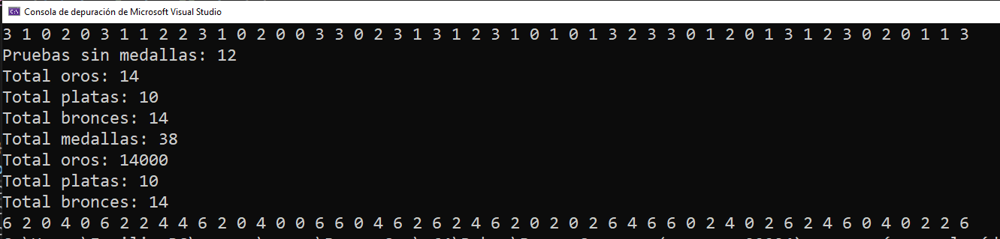 Consola de depuración de Microsoft Visual Studio
3 1 0 2 0 3 1 1 2 2 3 1 0 2 0 0 3 3 0 2 3 1 3 1 2 3 1 0 1 0 1 3 2 3 3 0 1 2 0 1 3 1 2 3 0 2 0 1 1 3
Pruebas sin medallas: 12
Total oros: 14
Total platas: 10
Total bronces: 14
Total medallas: 38
Total oros: 14000
Total platas: 10
Total bronces: 14
6 2 0 4 0 6 2 2 4 4 6 2 0 4 0 0 6 6 0 4 6 2 6 2 4 6 2 0 2 0 2 6 4 6 6 0 2 4 0 2 6 2 4 6 0 4 0 2 2 6